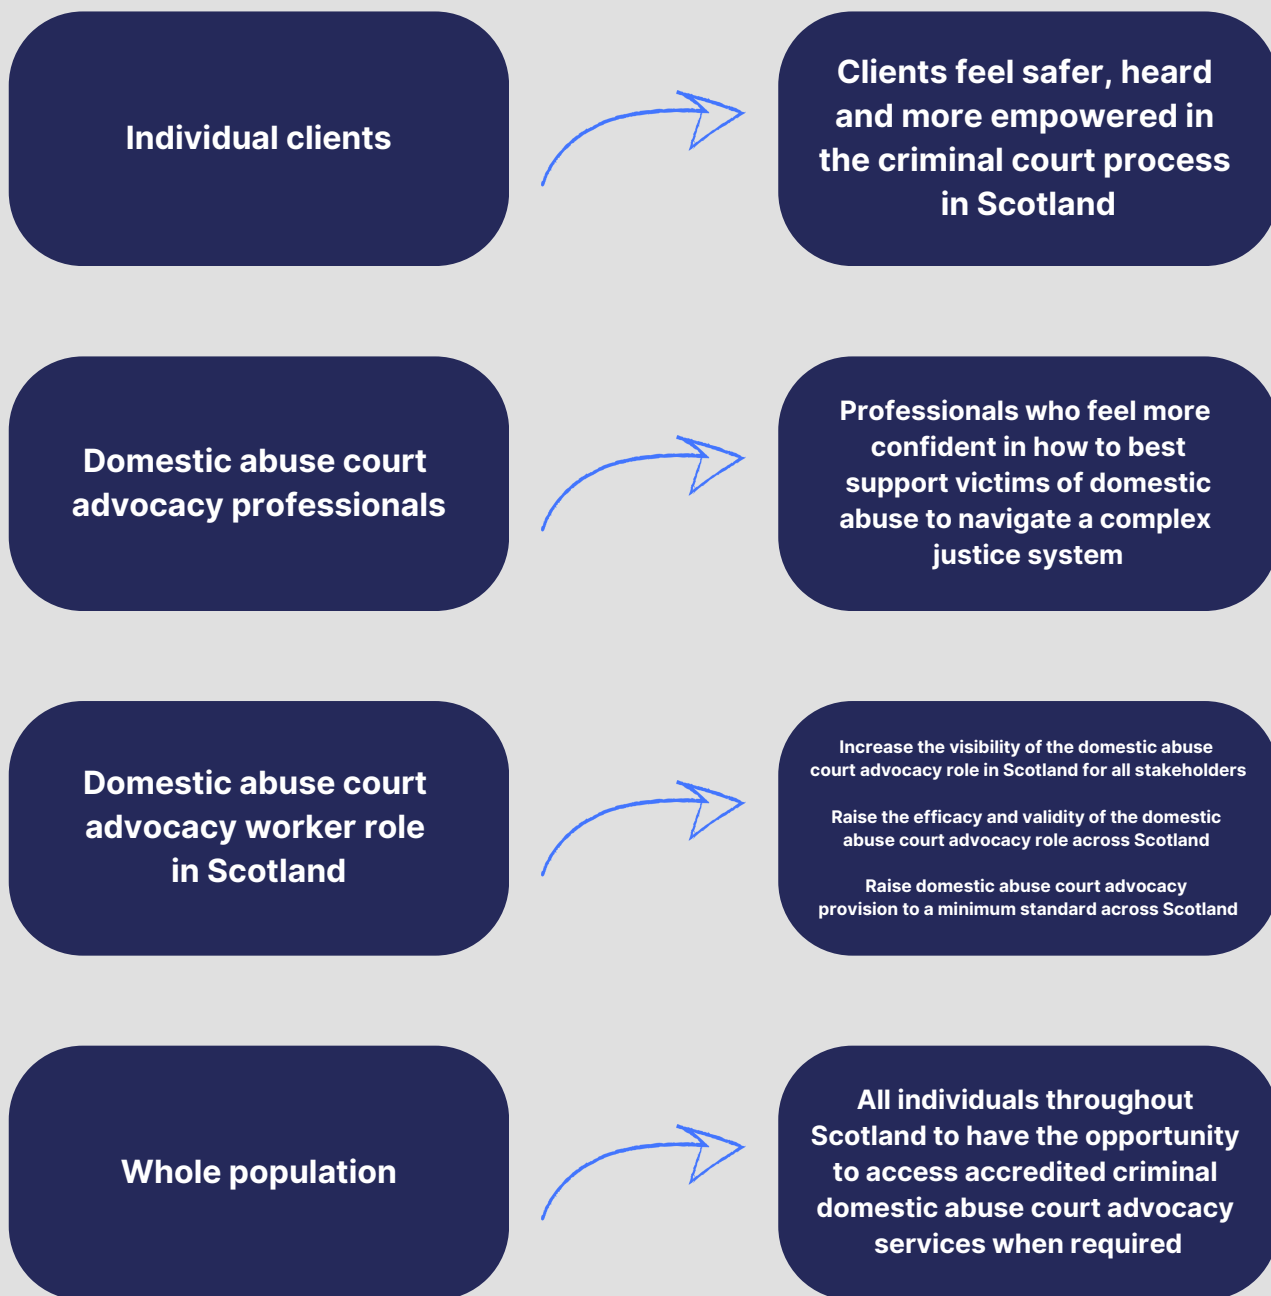 Individual clients
Clients feel safer, heard
and more empowered in
the criminal court process
in Scotland
Domestic abuse court
advocacy professionals
Professionals who feel more
confident in how to best
support victims of domestic
abuse to navigate a complex
justice system
Domestic abuse court
advocacy worker role
in Scotland
Increase the visibility of the domestic abuse
court advocacy role in Scotland for all stakeholders
Raise the efficacy and validity of the domestic
abuse court advocacy role across Scotland
Raise domestic abuse court advocacy
provision to a minimum standard across Scotland
Whole population
All individuals throughout
Scotland to have the opportunity
to access accredited criminal
domestic abuse court advocacy
services when required